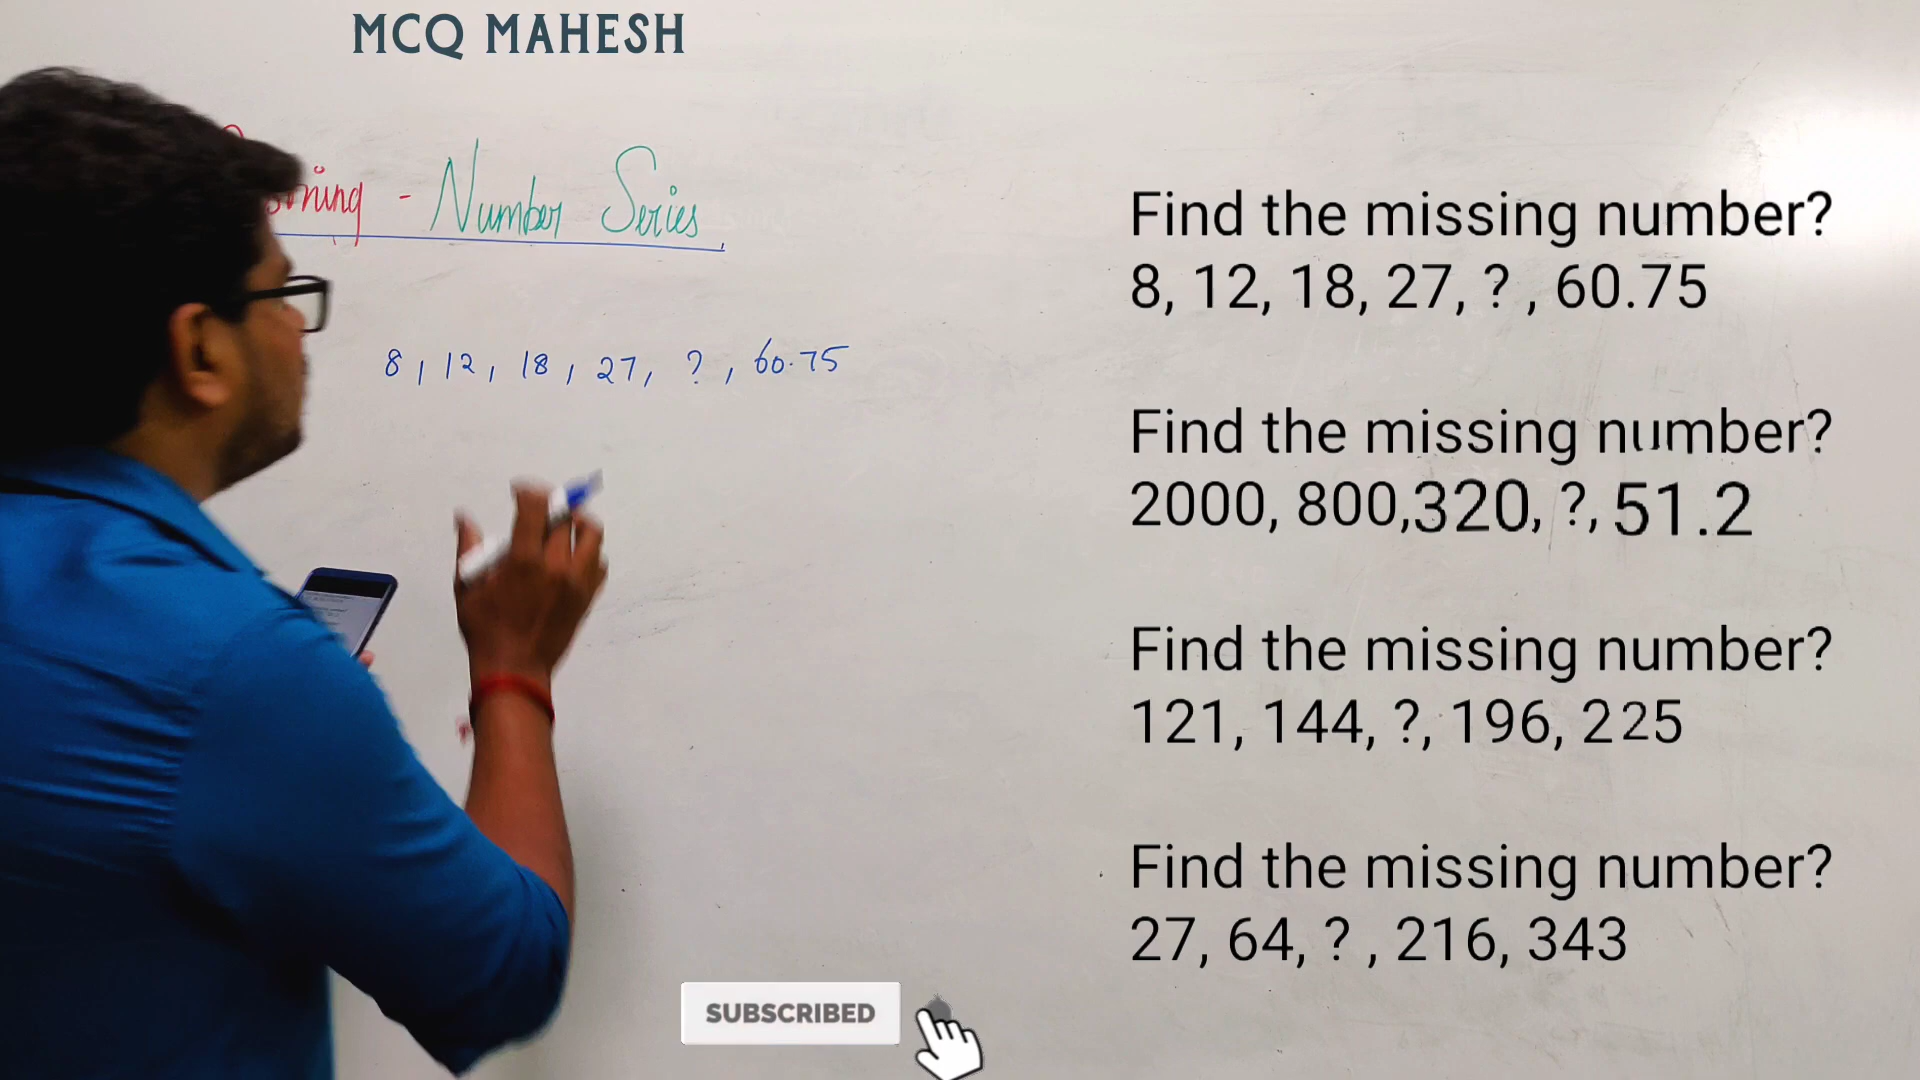 MCQ MAHESH
- Number Series
8, 12, 18, 27, ?, 60.75
Find the missing number?
8, 12, 18, 27, ? , 60.75
Find the missing number?
2000, 800,320, ?, 51.2
Find the missing number?
121, 144, ?, 196, 225
Find the missing number?
27, 64, ? , 216, 343
SUBSCRIBED